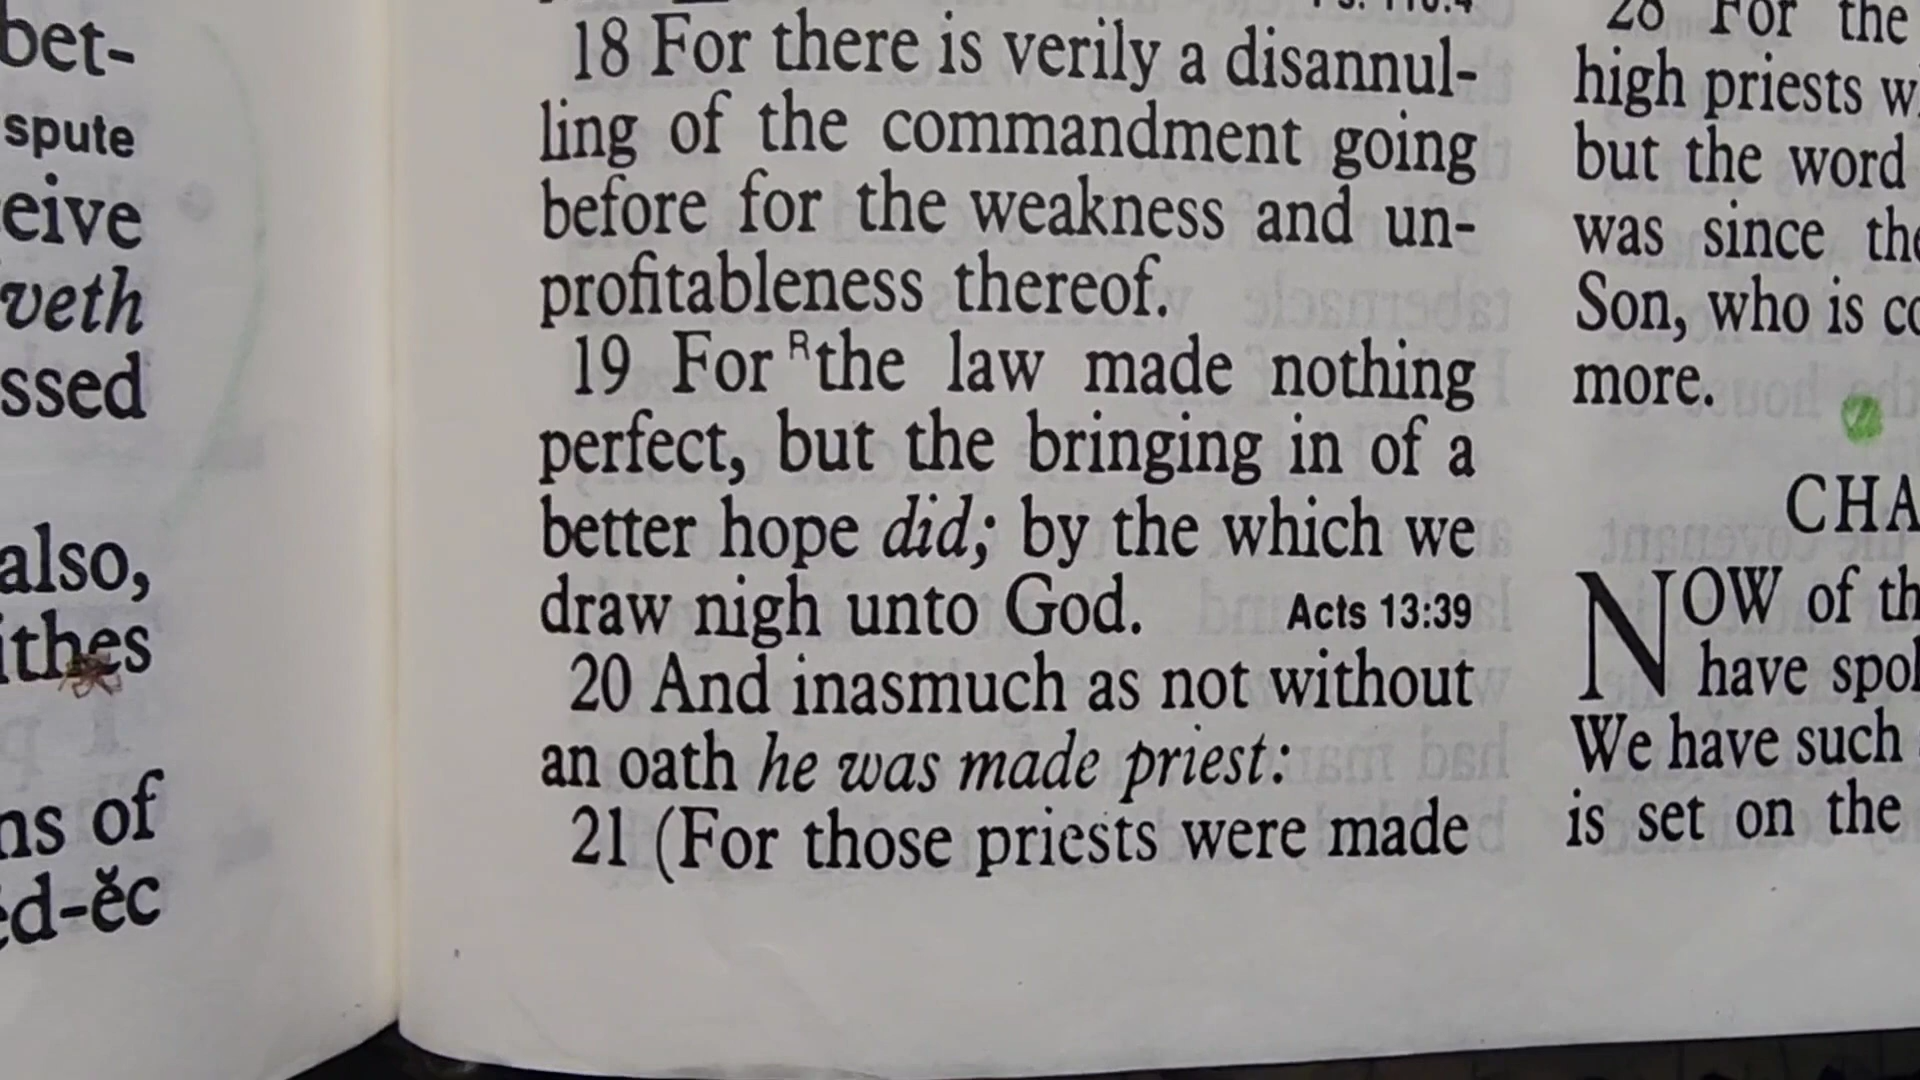 bet-
spute
eive
veth
ssed
also,
ithes
ns of
ed-ĕc
18 For there is verily a disannul-
ling of the commandment going
before for the weakness and un-
profitableness thereof.
19 For ᴿthe law made nothing
perfect, but the bringing in of a
better hope did; by the which we
draw nigh unto God. Acts 13:39
20 And inasmuch as not without
an oath he was made priest:
21 (For those priests were made
28 For the
high priests w
but the word
was since the
Son, who is co
more.
CHA
NOW of th
have spo
We have such
is set on the